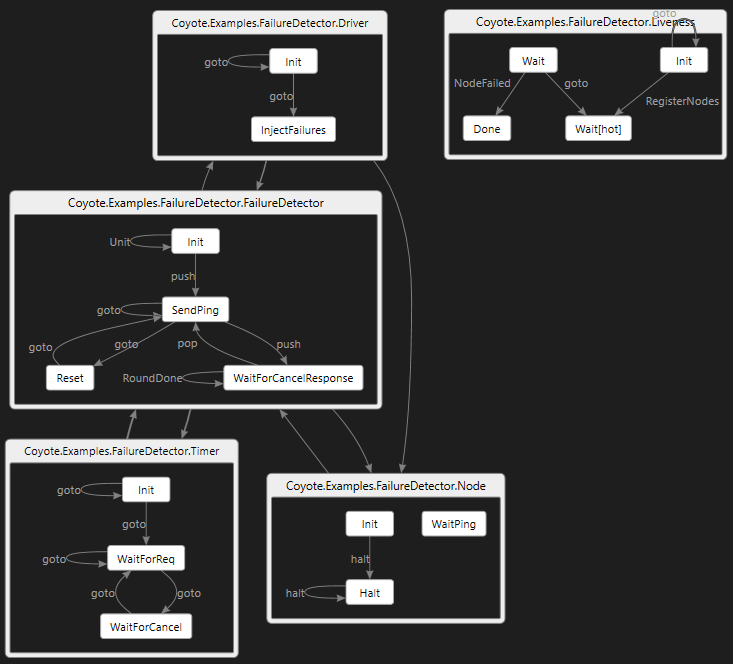 Coyote.Examples.FailureDetector.Driver
goto
Init
goto
InjectFailures
Coyote.Examples.FailureDetector.Liveness
goto
Wait
Init
NodeFailed
goto
RegisterNodes
Done
Wait[hot]
Coyote.Examples.FailureDetector.FailureDetector
Unit
Init
push
goto
SendPing
goto
goto
pop
push
Reset
RoundDone
WaitForCancelResponse
Coyote.Examples.FailureDetector.Timer
goto
Init
goto
goto
WaitForReq
goto
goto
WaitForCancel
Coyote.Examples.FailureDetector.Node
Init
WaitPing
halt
halt
Halt